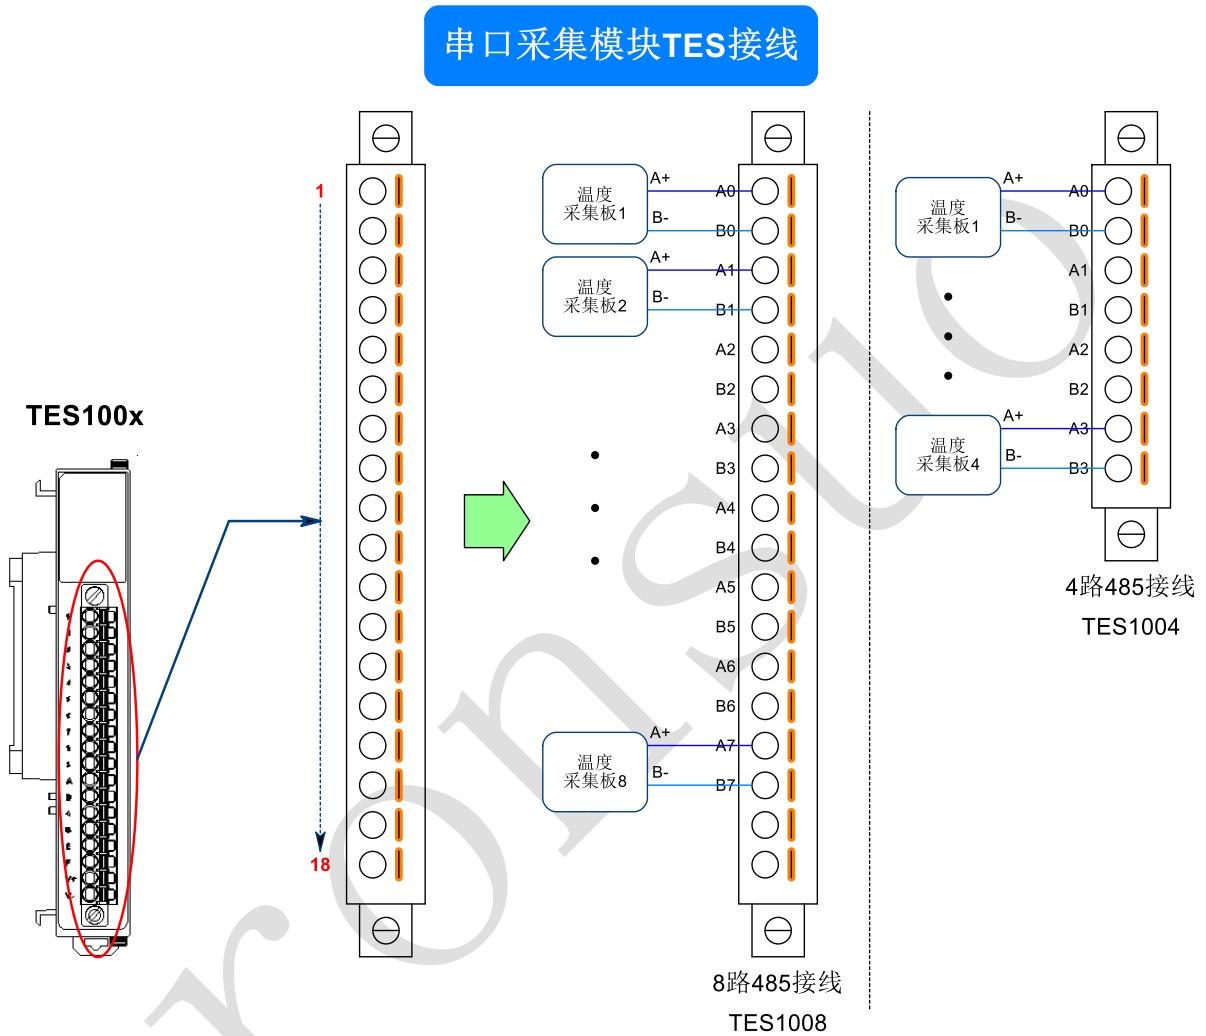 串口采集模块TES接线
TES100x
1
18
温度
采集板1
A+
B-
温度
采集板2
A+
B-
温度
采集板8
A+
B-
A0
B0
A1
B1
A2
B2
A3
B3
A4
B4
A5
B5
A6
B6
A7
B7
8路485接线
TES1008
温度
采集板1
A+
B-
温度
采集板4
A+
B-
A0
B0
A1
B1
A2
B2
A3
B3
4路485接线
TES1004
ronsuo